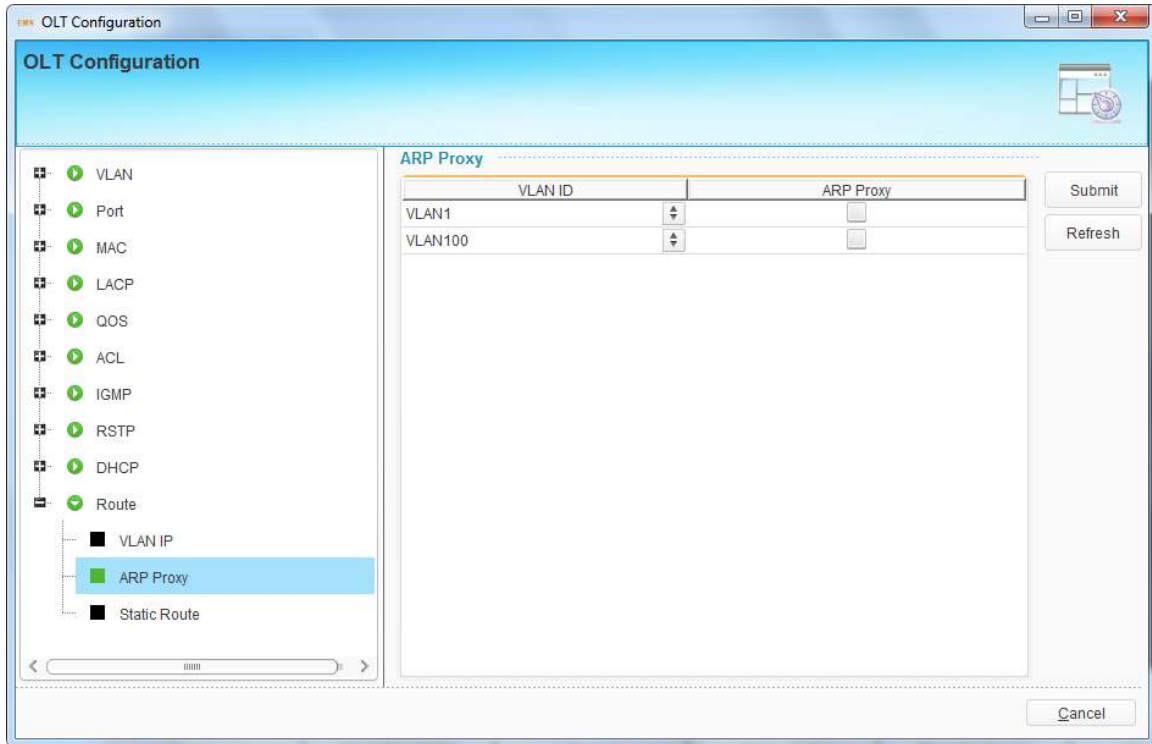 EMS OLT Configuration
OLT Configuration
VLAN
Port
MAC
LACP
QOS
ACL
IGMP
RSTP
DHCP
Route
VLAN IP
ARP Proxy
Static Route
ARP Proxy
VLAN ID ARP Proxy
VLAN1
VLAN100
Submit
Refresh
Cancel